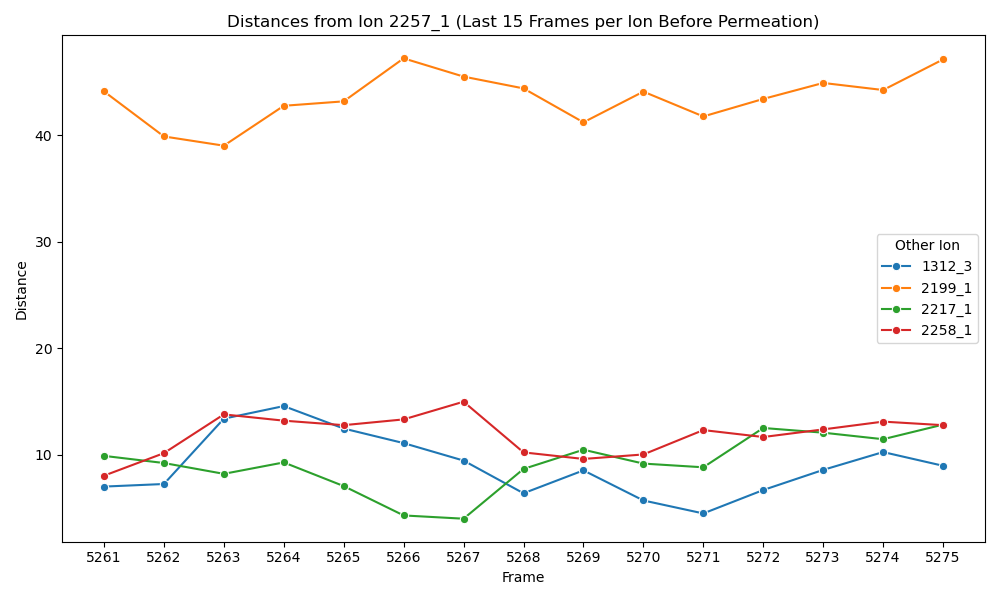 Distances from Ion 2257_1 (Last 15 Frames per Ion Before Permeation)
Distance
40
30
20
10
Other Ion
1312_3
2199_1
2217_1
2258_1
5261 5262 5263 5264 5265 5266 5267 5268 5269 5270 5271 5272 5273 5274 5275
Frame